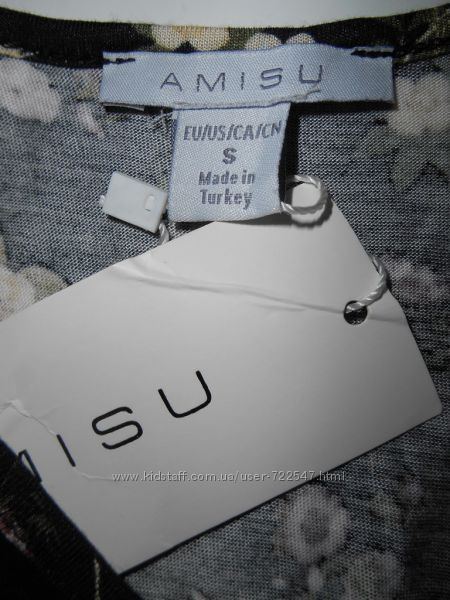 AMISU
EU/US/CA/CN
S
Made in
Turkey
MISU
www.kidstaff.com.ua/user-722547.html